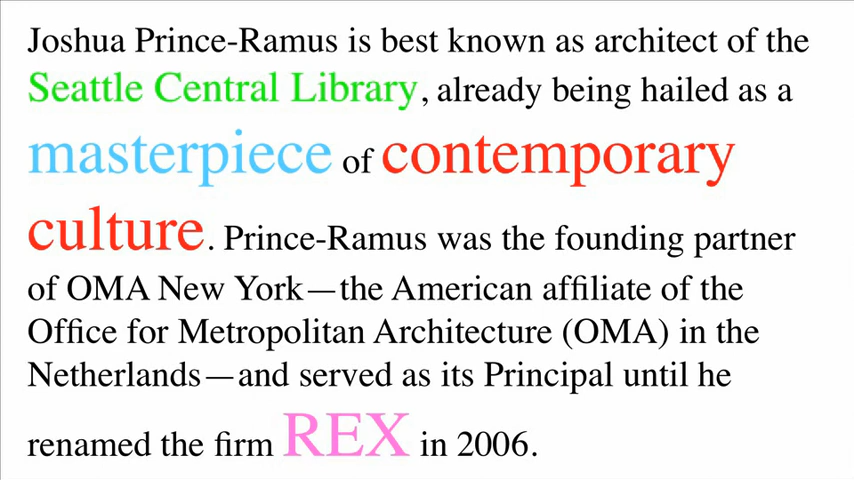 Joshua Prince-Ramus is best known as architect of the
Seattle Central Library, already being hailed as a
masterpiece of contemporary
culture. Prince-Ramus was the founding partner
of OMA New York—the American affiliate of the
Office for Metropolitan Architecture (OMA) in the
Netherlands—and served as its Principal until he
renamed the firm REX in 2006.